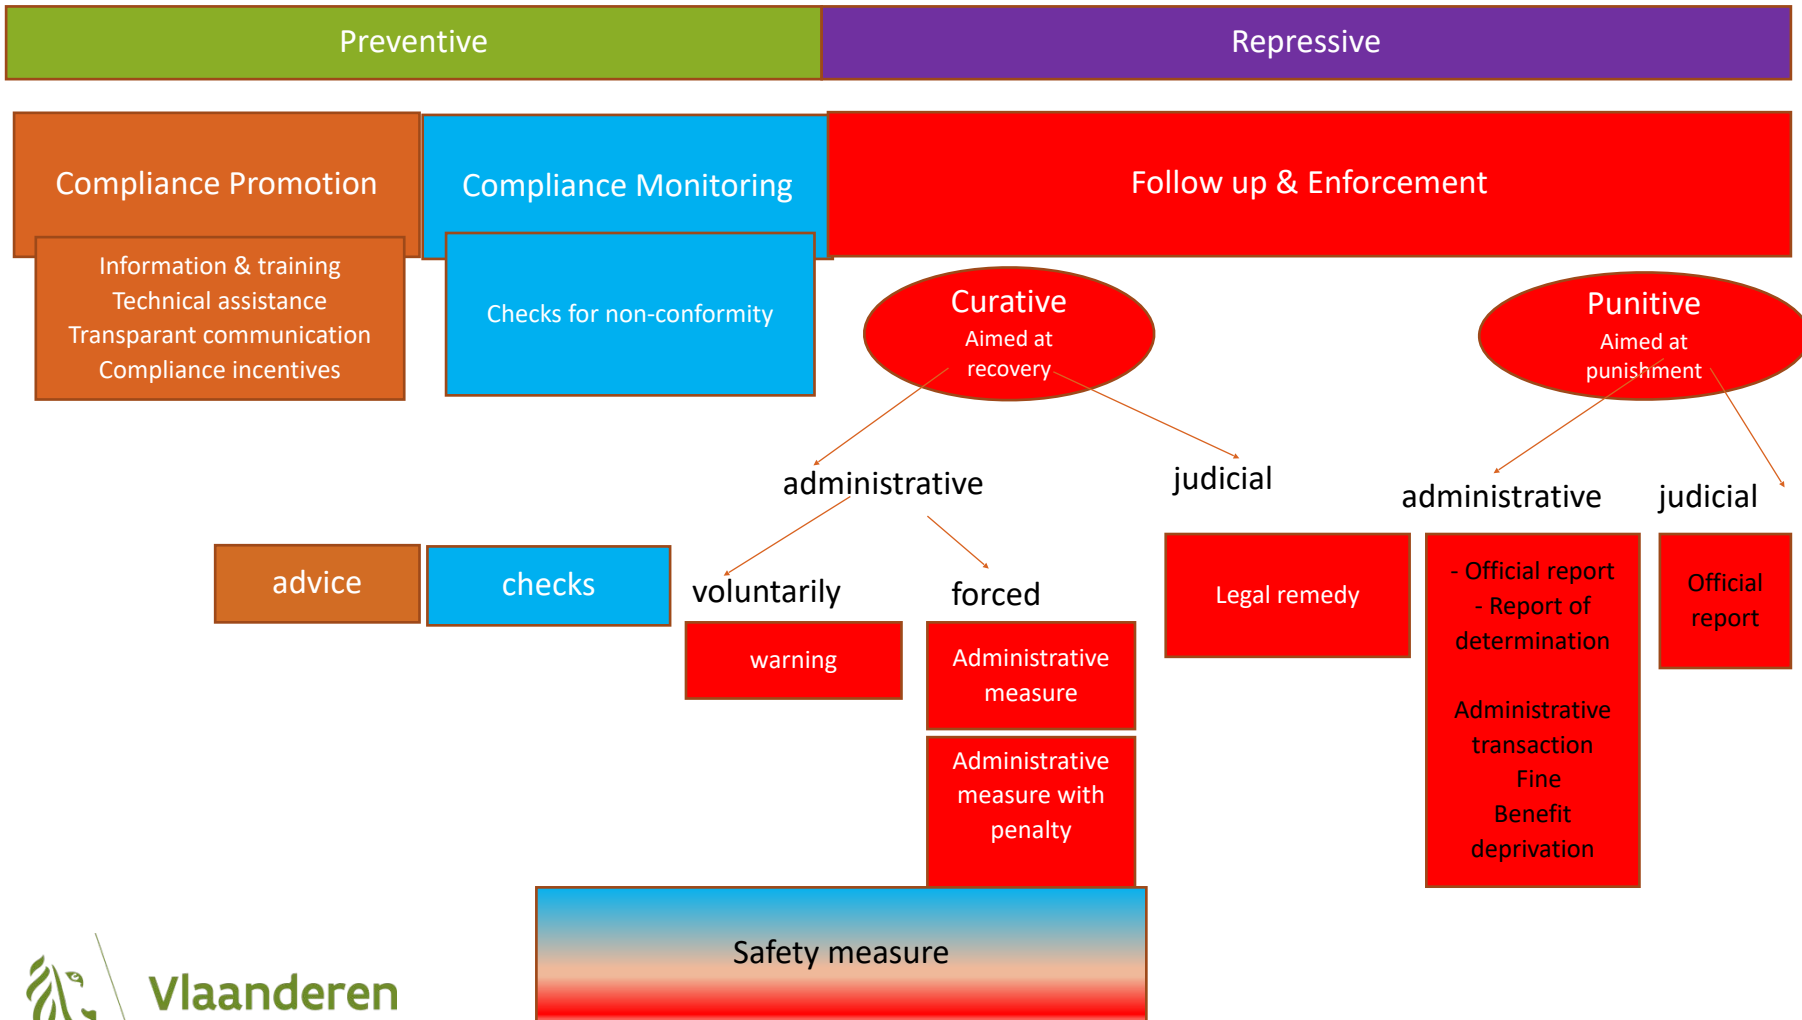 Preventive
Repressive
Compliance Promotion
Compliance Monitoring
Follow up & Enforcement
Information & training
Technical assistance
Transparant communication
Compliance incentives
Checks for non-conformity
Curative
Aimed at
recovery
Punitive
Aimed at
punishment
administrative
judicial
administrative
judicial
advice
checks
voluntarily
forced
warning
Administrative
measure
Administrative
measure with
penalty
Legal remedy
- Official report
- Report of
determination
Administrative
transaction
Fine
Benefit
deprivation
Official
report
Safety measure
Vlaanderen